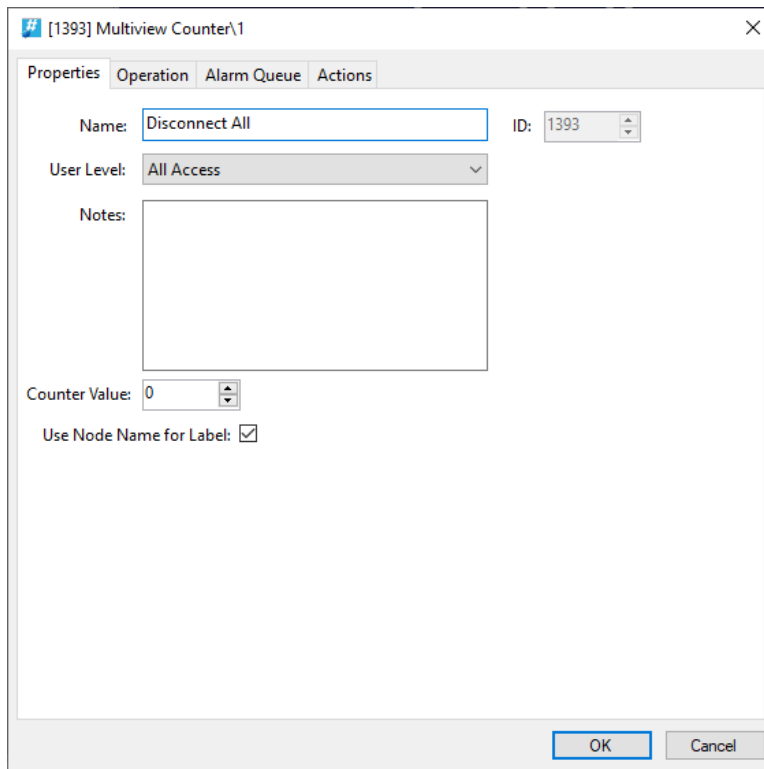 [1393] Multiview Counter\1
Properties Operation Alarm Queue Actions
Name: Disconnect All ID: 1393
User Level: All Access
Notes:
Counter Value: 0
Use Node Name for Label:
OK Cancel